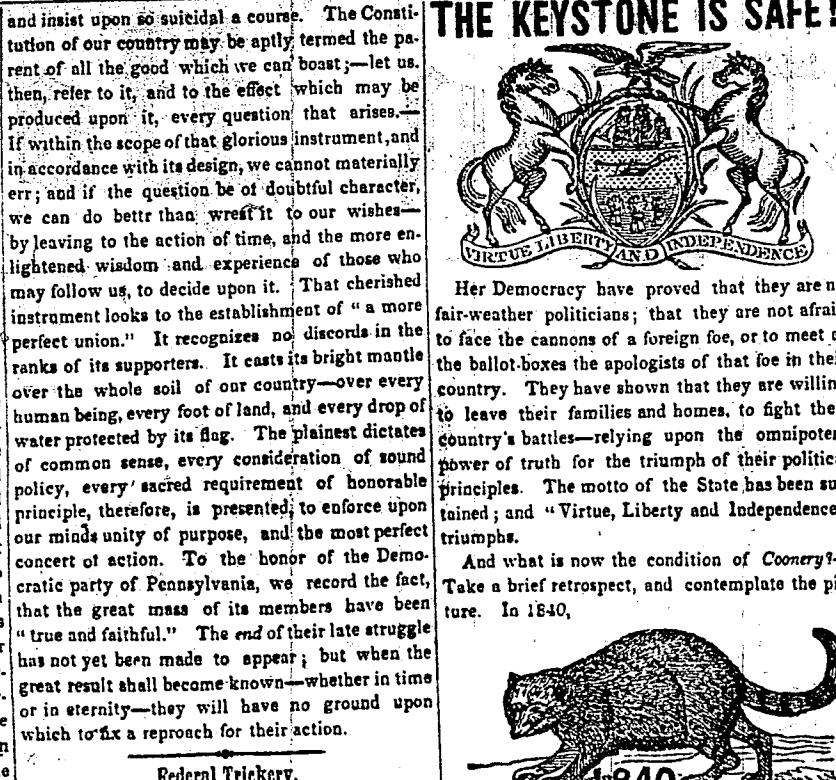 and insist upon so suicidal a course. The Consti-
tution of our country may be aptly termed the pa-
rent of all the good which we can boast;—let us.
then, refer to it, and to the effect which may be
produced upon it, every question that arises.—
If within the scope of that glorious instrument, and
in accordance with its design, we cannot materially
err; and if the question be of doubtful character,
we can do bettr than wrest it to our wishes—
by leaving to the action of time, and the more en-
lightened wisdom and experience of those who
may follow us, to decide upon it. That cherished
instrument looks to the establishment of "a more
perfect union." It recognizes no discords in the
ranks of its supporters. It casts its bright mantle
over the whole soil of our country—over every
human being, every foot of land, and every drop of
water protected by its flag. The plainest dictates
of common sense, every consideration of sound
policy, every sacred requirement of honorable
principle, therefore, is presented, to enforce upon
our minds unity of purpose, and the most perfect
concert of action. To the honor of the Demo-
cratic party of Pennsylvania, we record the fact,
that the great mass of its members have been
"true and faithful." The end of their late struggle
has not yet been made to appear; but when the
great result shall become known—whether in time
or in eternity—they will have no ground upon
which to fix a reproach for their action.
Federal Trickery.
THE KEYSTONE IS SAFE!
VIRTUE LIBERTY AND INDEPENDENCE
Her Democracy have proved that they are n
fair-weather politicians; that they are not afrai
to face the cannons of a foreign foe, or to meet
the ballot-boxes the apologists of that foe in thei
country. They have shown that they are willin
to leave their families and homes, to fight the
country's battles—relying upon the omnipoten
power of truth for the triumph of their politic
principles. The motto of the State has been su
tained; and "Virtue, Liberty and Independence
triumphs.
And what is now the condition of Coonery?
Take a brief retrospect, and contemplate the pi
ture. In 1840,
1840